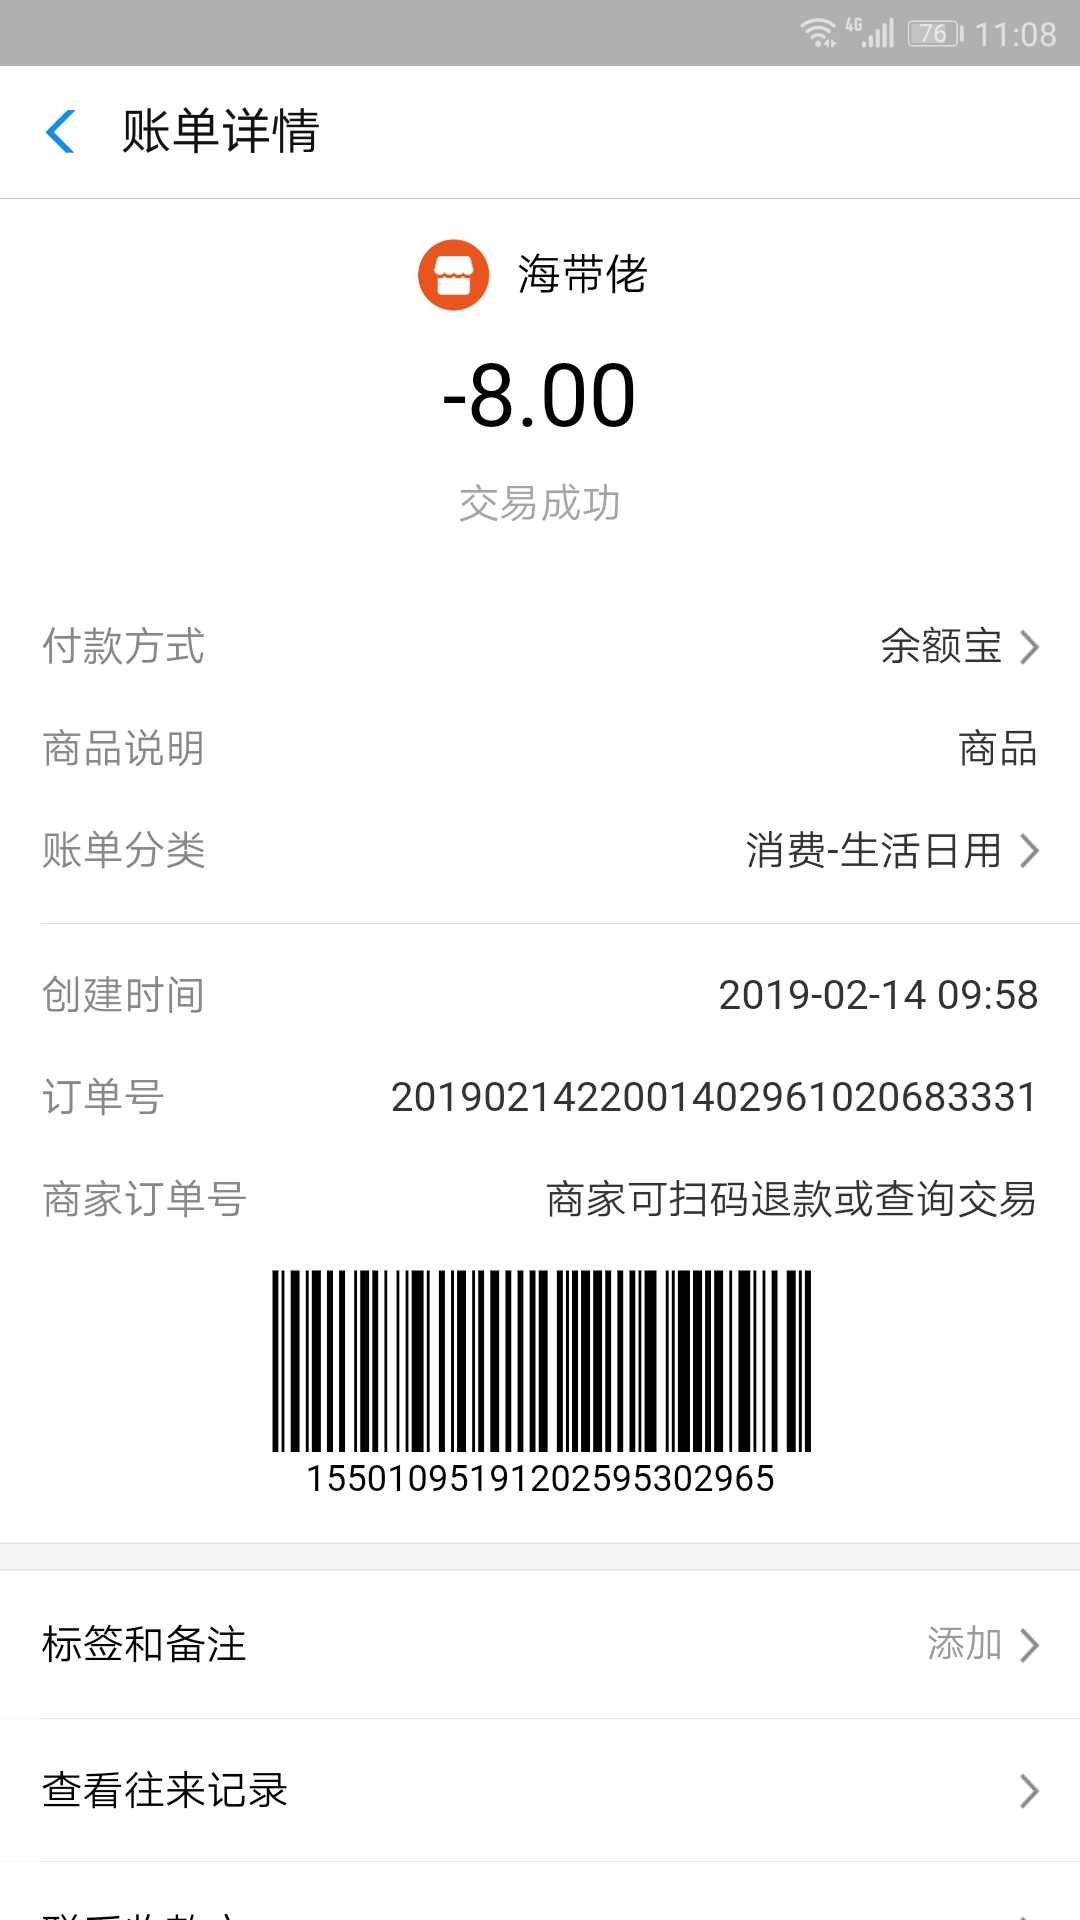 4G 76 11:08
账单详情
海带佬
-8.00
交易成功
付款方式 余额宝
商品说明 商品
账单分类 消费-生活日用
创建时间 2019-02-14 09:58
订单号 2019021422001402961020683331
商家订单号 商家可扫码退款或查询交易
15501095191202595302965
标签和备注 添加
查看往来记录